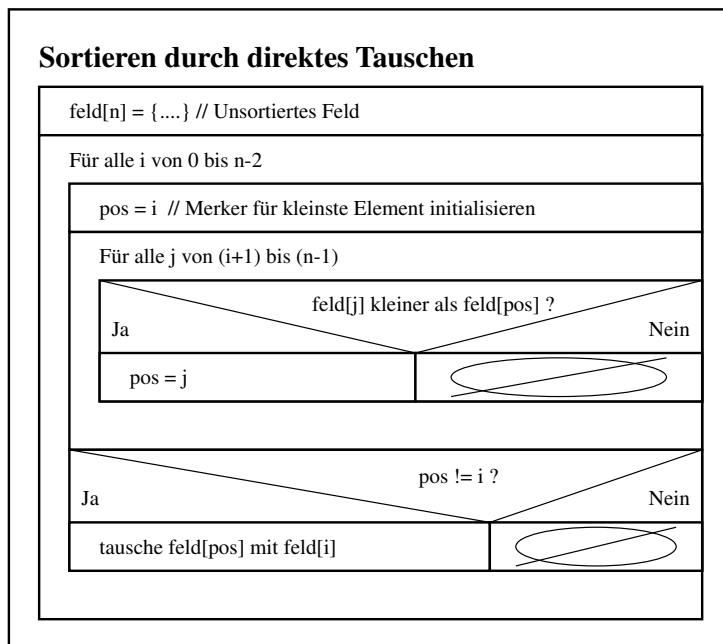 Sortieren durch direktes Tauschen
feld[n] = {....} // Unsortiertes Feld
Für alle i von 0 bis n-2
pos = i  // Merker für kleinste Element initialisieren
Für alle j von (i+1) bis (n-1)
feld[j] kleiner als feld[pos] ?
Ja
Nein
pos = j
pos != i ?
Ja
Nein
tausche feld[pos] mit feld[i]